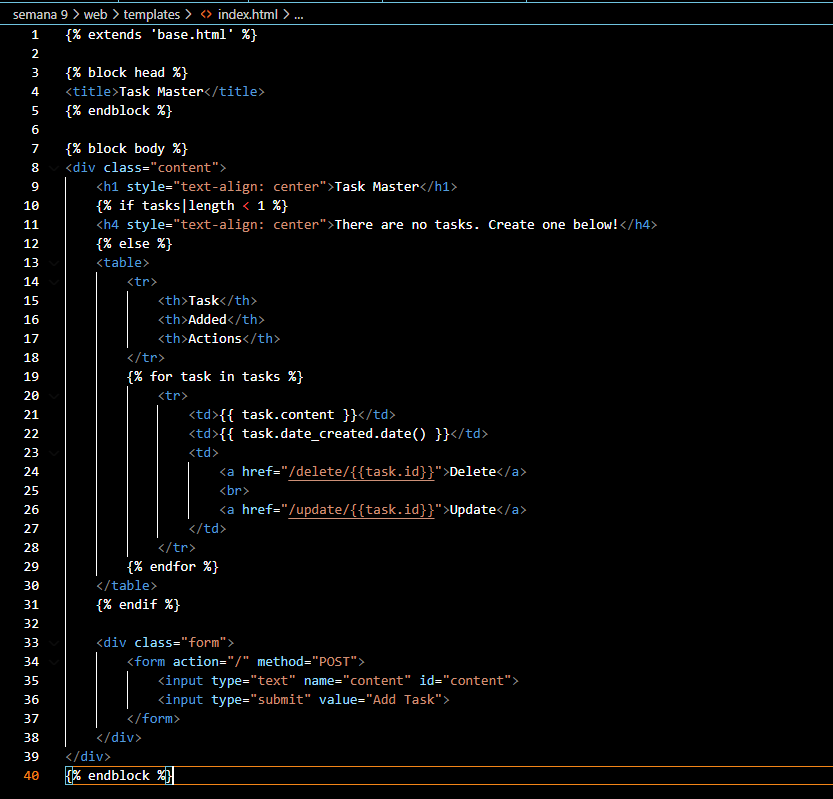 semana 9 > web > templates > <> index.html > ...
1 {% extends 'base.html' %}
2
3 {% block head %}
4 <title>Task Master</title>
5 {% endblock %}
6
7 {% block body %}
8 <div class="content">
9 <h1 style="text-align: center">Task Master</h1>
10 {% if tasks|length < 1 %}
11 <h4 style="text-align: center">There are no tasks. Create one below!</h4>
12 {% else %}
13 <table>
14 <tr>
15 <th>Task</th>
16 <th>Added</th>
17 <th>Actions</th>
18 </tr>
19 {% for task in tasks %}
20 <tr>
21 <td>{{ task.content }}</td>
22 <td>{{ task.date_created.date() }}</td>
23 <td>
24 <a href="/delete/{{task.id}}">Delete</a>
25 <br>
26 <a href="/update/{{task.id}}">Update</a>
27 </td>
28 </tr>
29 {% endfor %}
30 </table>
31 {% endif %}
32
33 <div class="form">
34 <form action="/" method="POST">
35 <input type="text" name="content" id="content">
36 <input type="submit" value="Add Task">
37 </form>
38 </div>
39 </div>
40 {% endblock %}